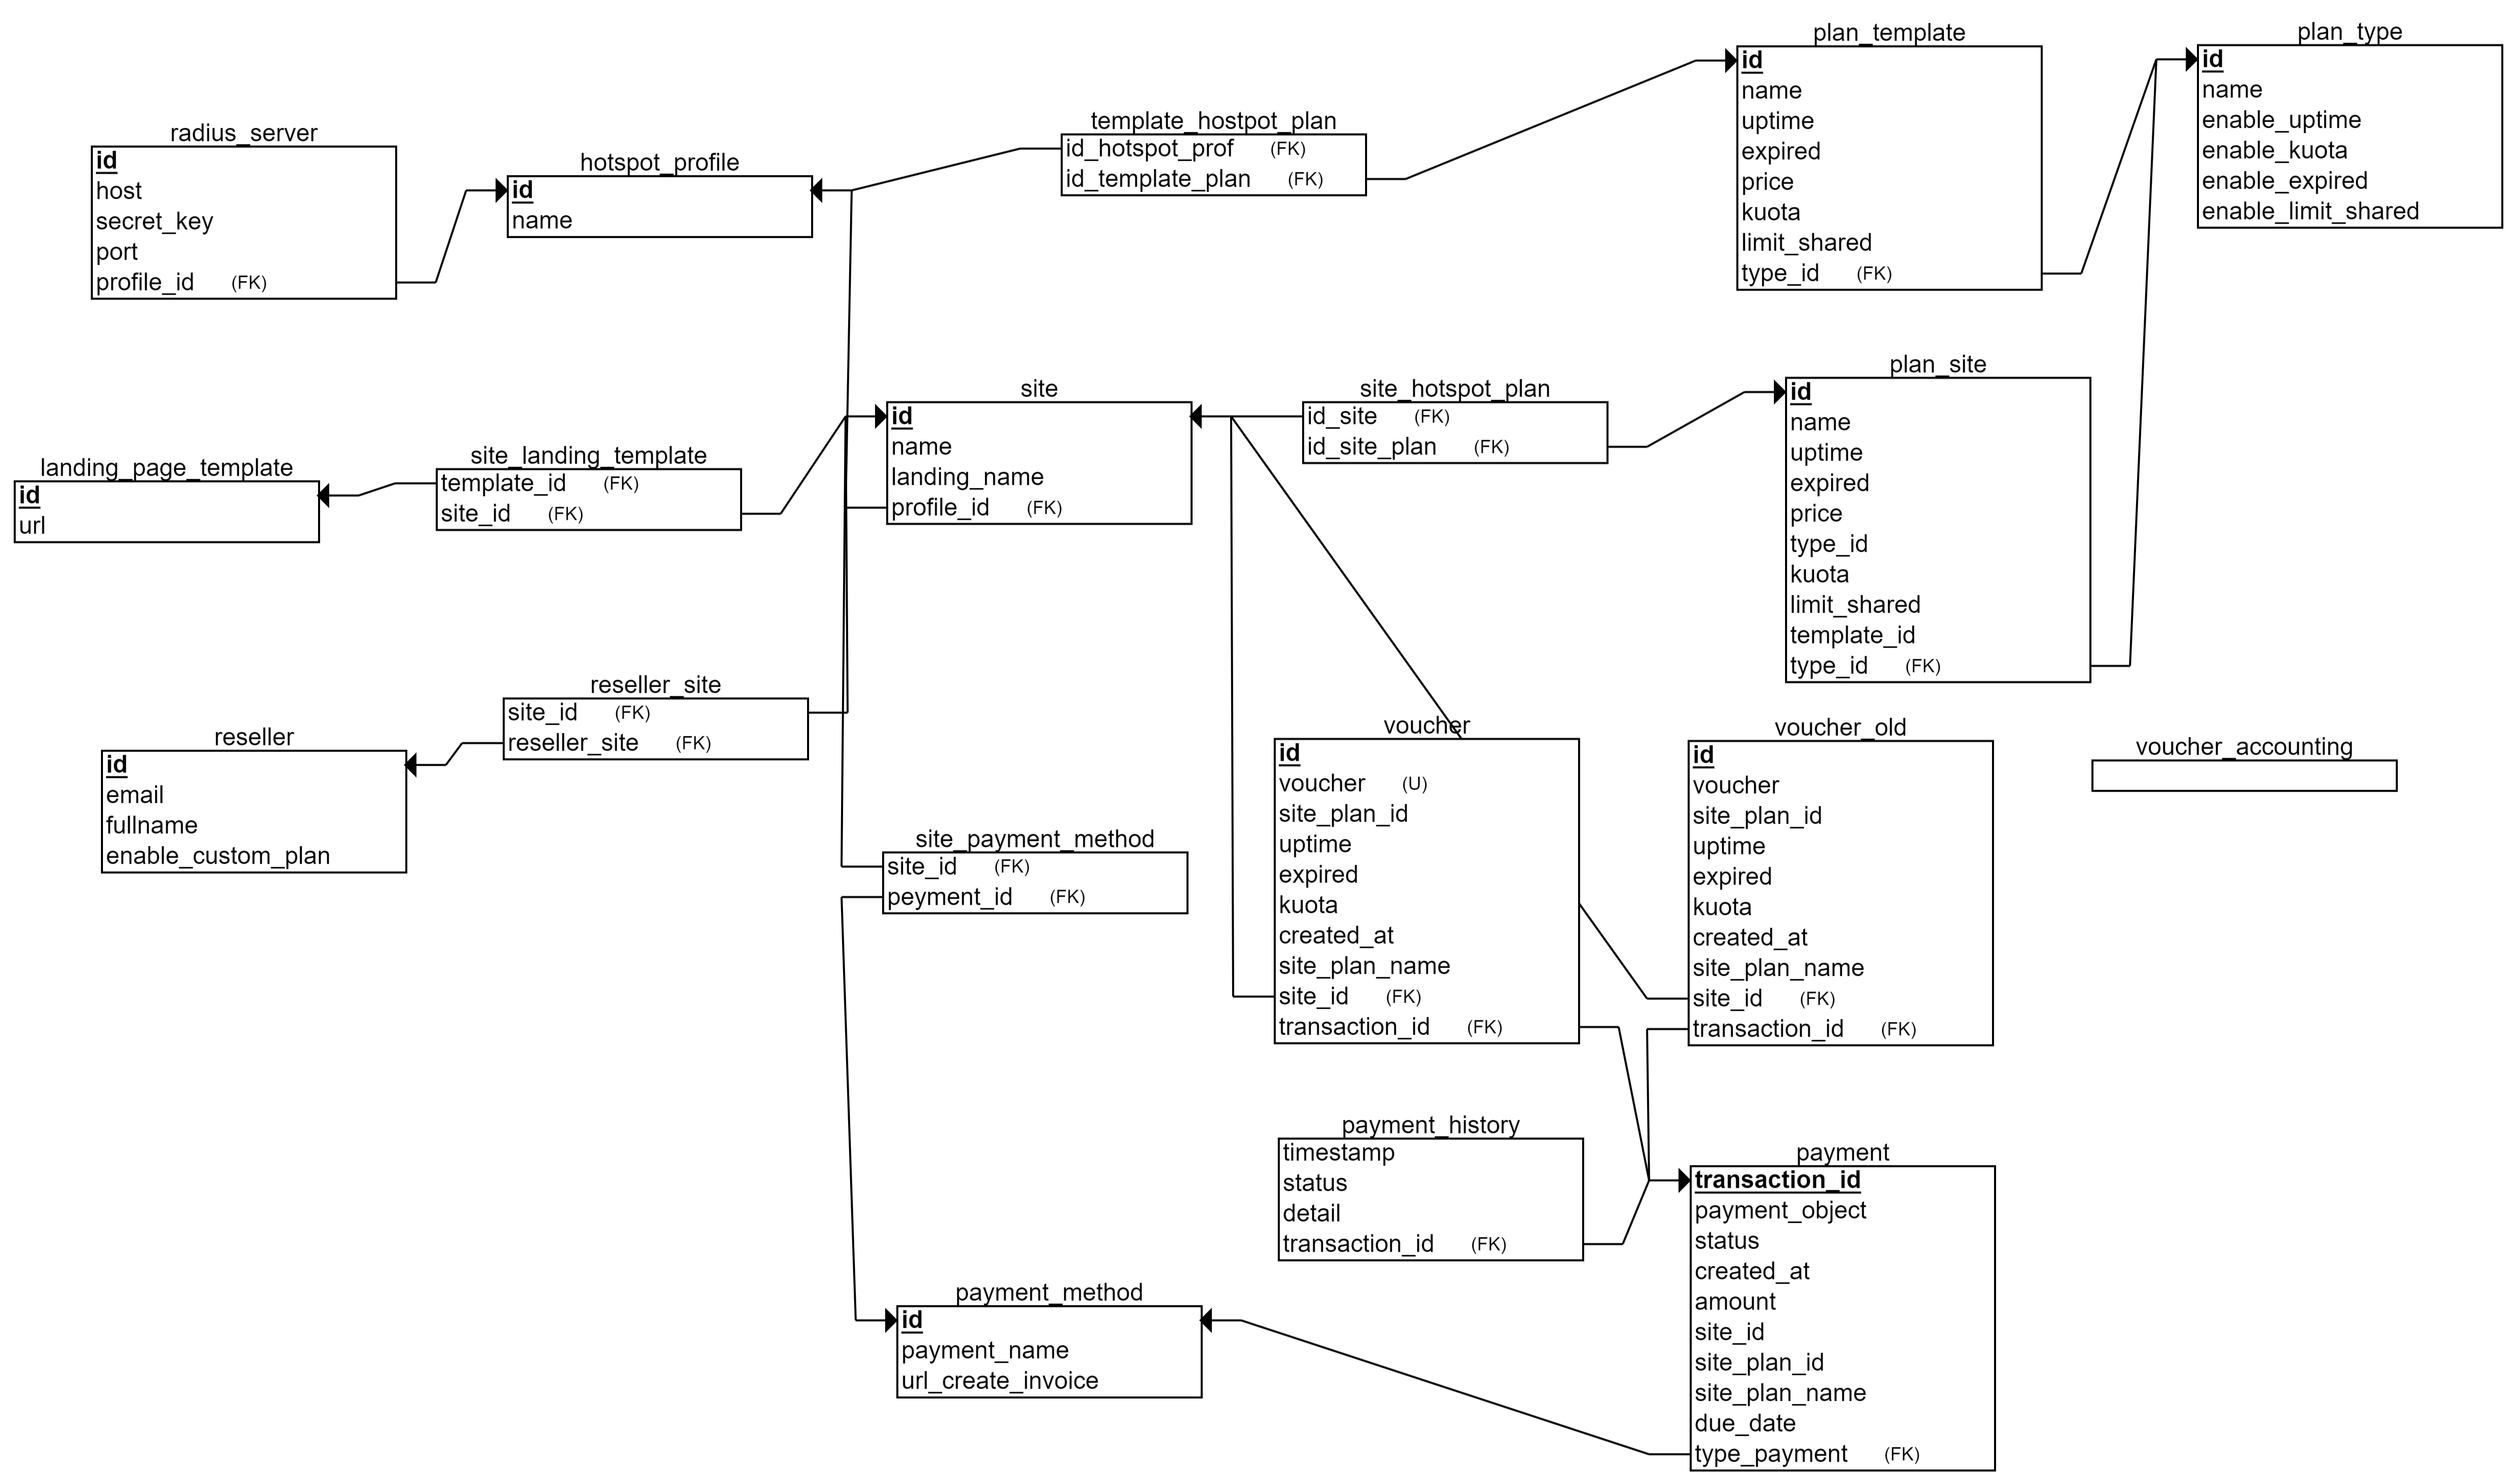 radius_server
id
host
secret_key
port
profile_id (FK)
hotspot_profile
id
name
template_hostpot_plan
id_hotspot_prof (FK)
id_template_plan (FK)
plan_template
id
name
uptime
expired
price
kuota
limit_shared
type_id (FK)
plan_type
id
name
enable_uptime
enable_kuota
enable_expired
enable_limit_shared
landing_page_template
id
url
site_landing_template
template_id (FK)
site_id (FK)
site
id
name
landing_name
profile_id (FK)
site_hotspot_plan
id_site (FK)
id_site_plan (FK)
plan_site
id
name
uptime
expired
price
type_id
kuota
limit_shared
template_id
type_id (FK)
reseller
id
email
fullname
enable_custom_plan
reseller_site
site_id (FK)
reseller_site (FK)
site_payment_method
site_id (FK)
peyment_id (FK)
voucher
id
voucher (U)
site_plan_id
uptime
expired
kuota
created_at
site_plan_name
site_id (FK)
transaction_id (FK)
voucher_old
id
voucher
site_plan_id
uptime
expired
kuota
created_at
site_plan_name
site_id (FK)
transaction_id (FK)
voucher_accounting
payment_history
timestamp
status
detail
transaction_id (FK)
payment
transaction_id
payment_object
status
created_at
amount
site_id
site_plan_id
site_plan_name
due_date
type_payment (FK)
payment_method
id
payment_name
url_create_invoice